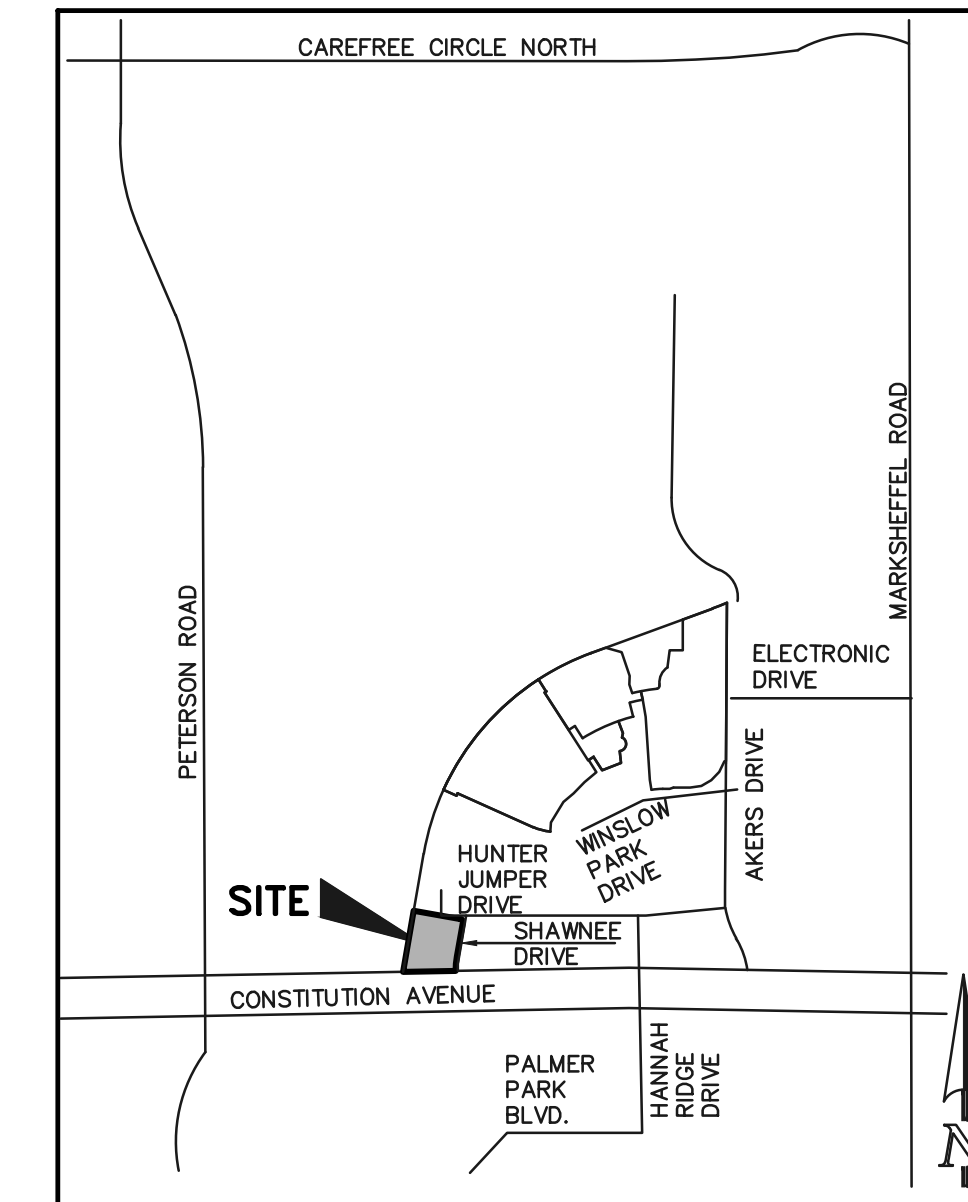 CAREFREE CIRCLE NORTH
MARKSHEFFEL ROAD
PETERSON ROAD
ELECTRONIC
DRIVE
AKERS DRIVE
WINSLOW
PARK
DRIVE
HUNTER
JUMPER
DRIVE
SITE
SHAWNEE
DRIVE
CONSTITUTION AVENUE
PALMER
PARK
BLVD.
HANNAH
RIDGE
DRIVE
N